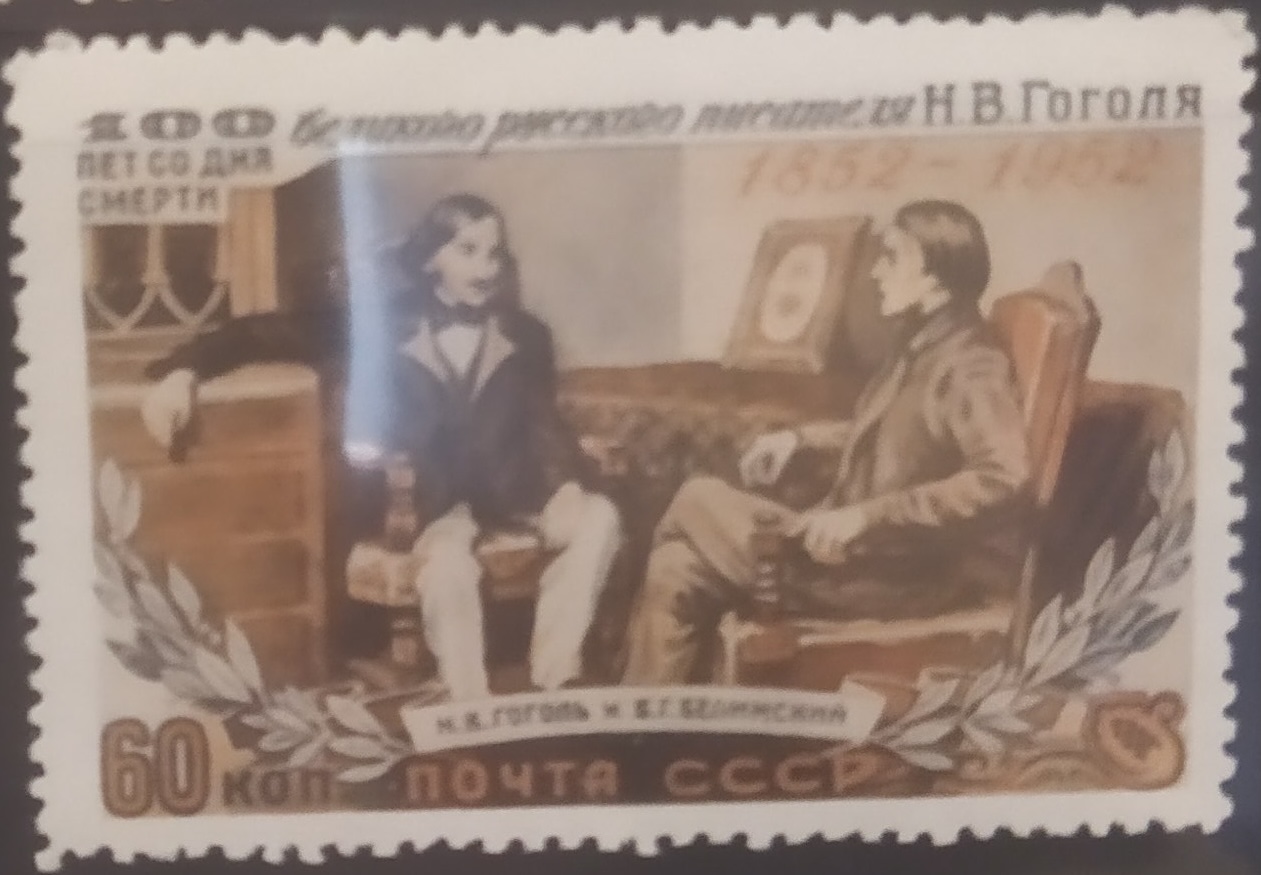 100 великого русского писателя Н.В.Гоголя
ЛЕТ СО ДНЯ
СМЕРТИ
1852-1952
Н.В.ГОГОЛЬ И В.Г.БЕЛИНСКИЙ
60 коп ПОЧТА СССР